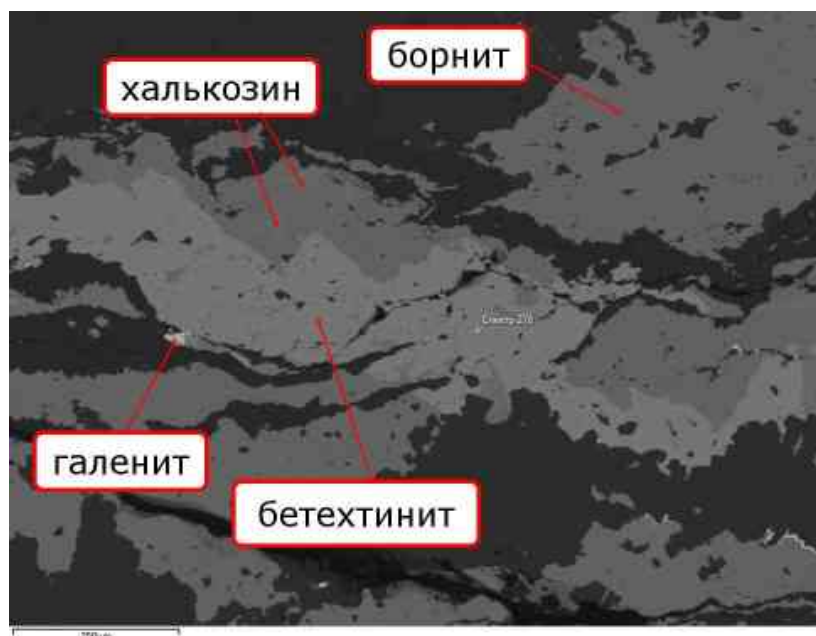 борнит
халькозин
галенит
бетехтинит